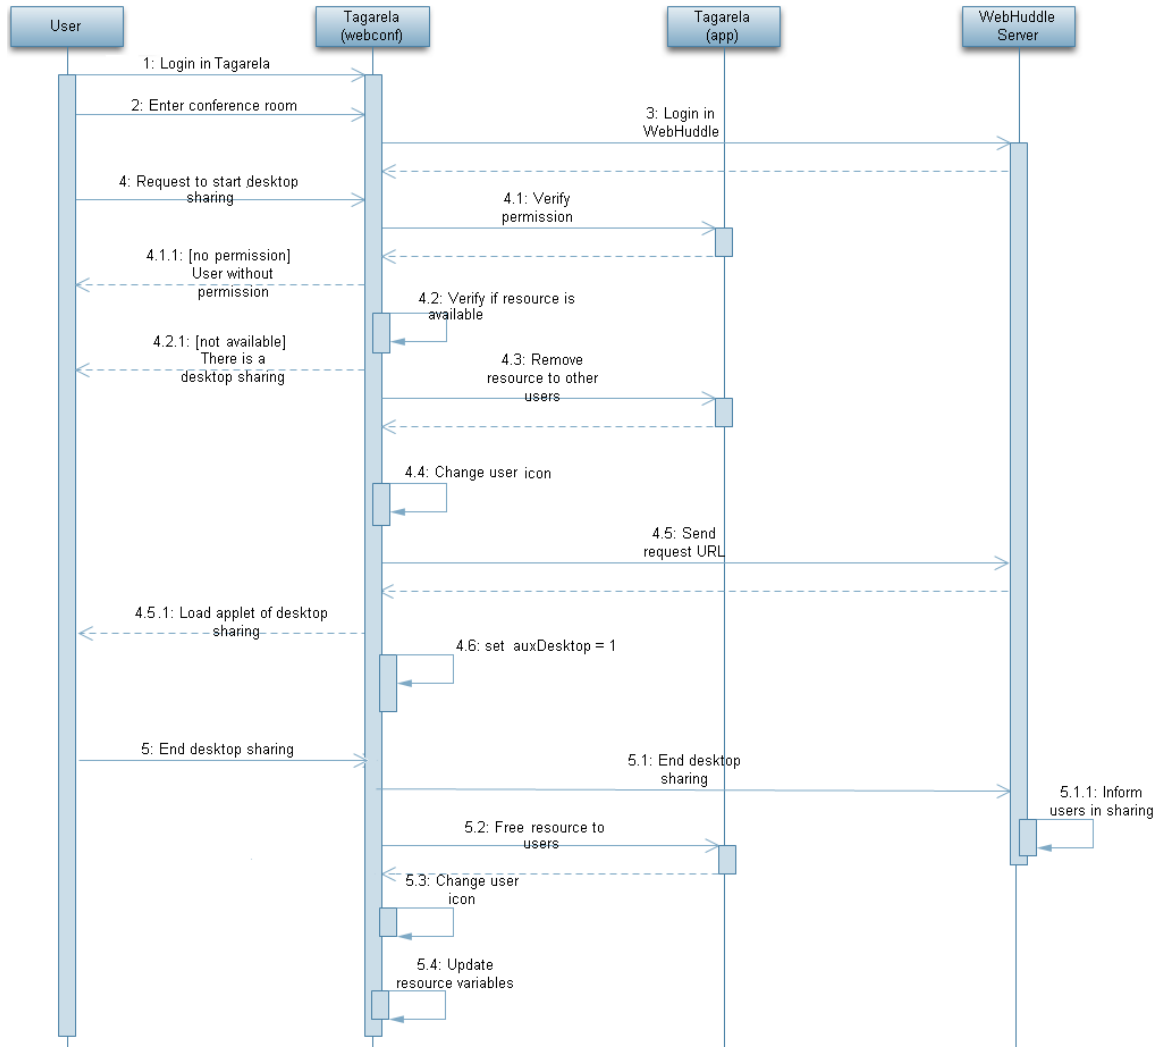 User
Tagarela
(webconf)
Tagarela
(app)
WebHuddle
Server
1: Login in Tagarela
2: Enter conference room
3: Login in
WebHuddle
4: Request to start desktop
sharing
4.1: Verify
permission
4.1.1: [no permission]
User without
permission
4.2: Verify if resource is
available
4.2.1: [not available]
There is a
desktop sharing
4.3: Remove
resource to other
users
4.4: Change user icon
4.5: Send
request URL
4.5.1: Load applet of desktop
sharing
4.6: set auxDesktop = 1
5: End desktop sharing
5.1: End desktop
sharing
5.1.1: Inform
users in sharing
5.2: Free resource to
users
5.3: Change user
icon
5.4: Update
resource variables